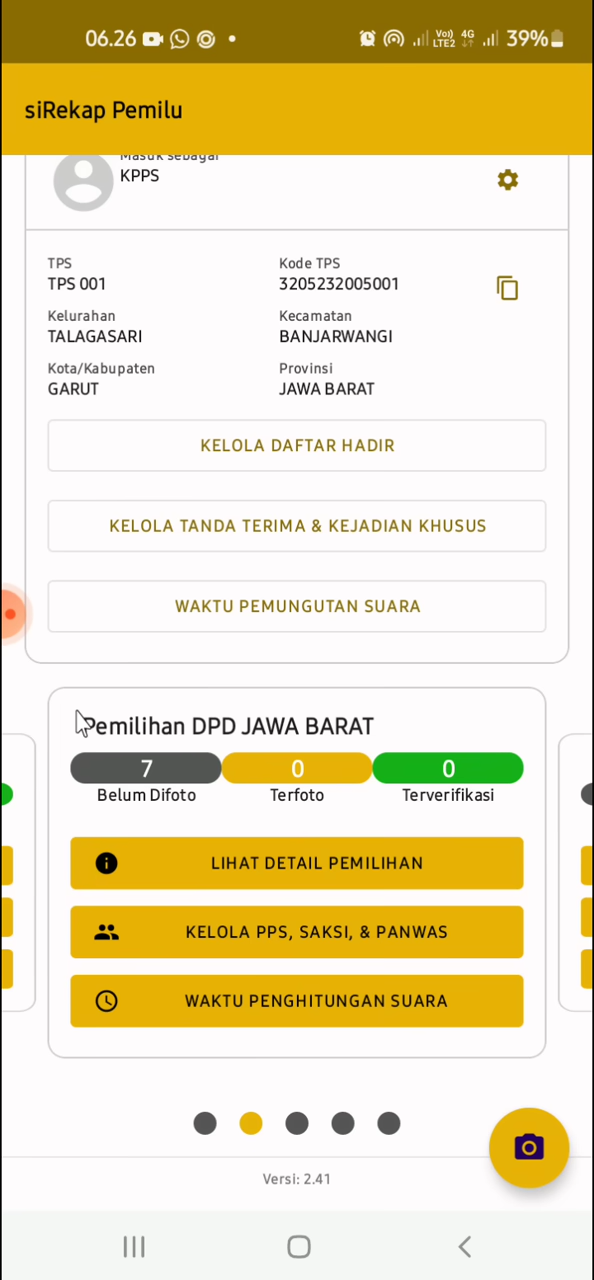 06.26
Vo)) 4G
LTE2
39%
siRekap Pemilu
Masuk sebagai
KPPS
TPS
Kode TPS
TPS 001
3205232005001
Kelurahan
Kecamatan
TALAGASARI
BANJARWANGI
Kota/Kabupaten
Provinsi
GARUT
JAWA BARAT
KELOLA DAFTAR HADIR
KELOLA TANDA TERIMA & KEJADIAN KHUSUS
WAKTU PEMUNGUTAN SUARA
Pemilihan DPD JAWA BARAT
7
0
0
Belum Difoto
Terfoto
Terverifikasi
LIHAT DETAIL PEMILIHAN
KELOLA PPS, SAKSI, & PANWAS
WAKTU PENGHITUNGAN SUARA
Versi: 2.41